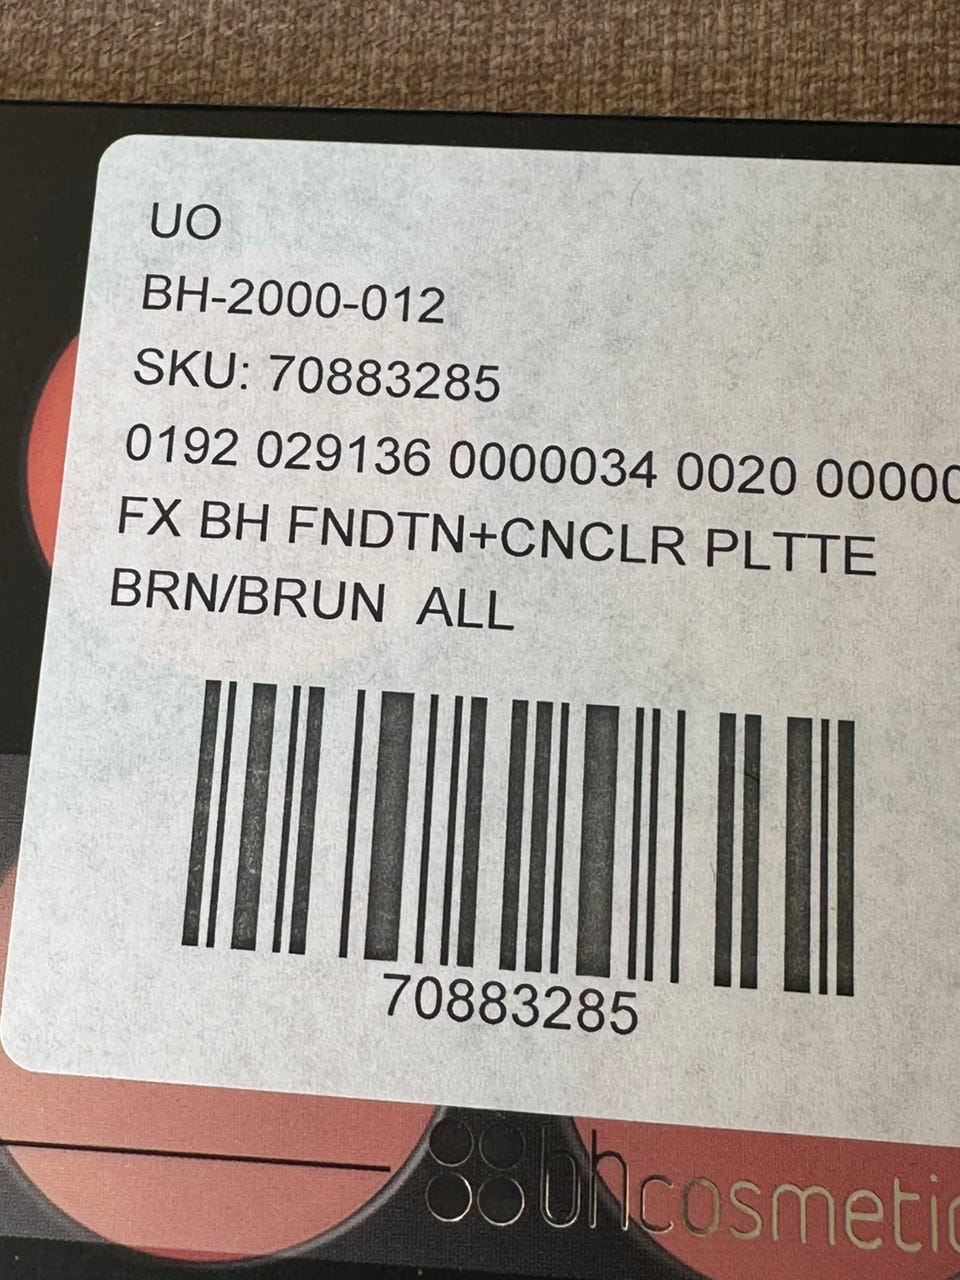 UO
BH-2000-012
SKU: 70883285
0192 029136 0000034 0020 00000
FX BH FNDTN+CNCLR PLTTE
BRN/BRUN ALL
70883285
bhcosmetic